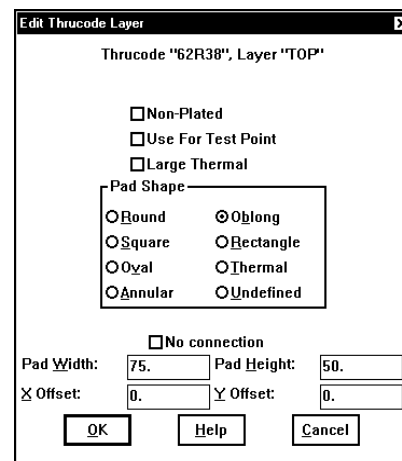 Edit Thrucode Layer
Thrucode "62R38", Layer "TOP"
Non-Plated
Use For Test Point
Large Thermal
Pad Shape
Round Oblong
Square Rectangle
Oval Thermal
Annular Undefined
No connection
Pad Width: 75. Pad Height: 50.
X Offset: 0. Y Offset: 0.
OK Help Cancel